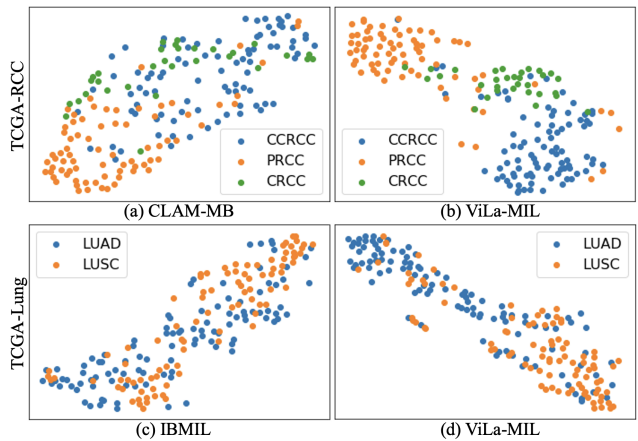 TCGA-RCC
CCRCC
PRCC
CRCC
(a) CLAM-MB
CCRCC
PRCC
CRCC
(b) ViLa-MIL
TCGA-Lung
LUAD
LUSC
(c) IBMIL
LUAD
LUSC
(d) ViLa-MIL